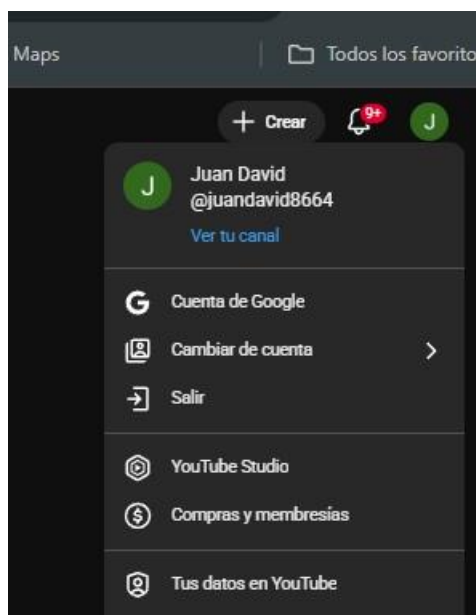 Maps
Todos los favorito
Crear
9+
J
J
Juan David
@juandavid8664
Ver tu canal
G
Cuenta de Google
Cambiar de cuenta
Salir
YouTube Studio
$
Compras y membresías
Tus datos en YouTube